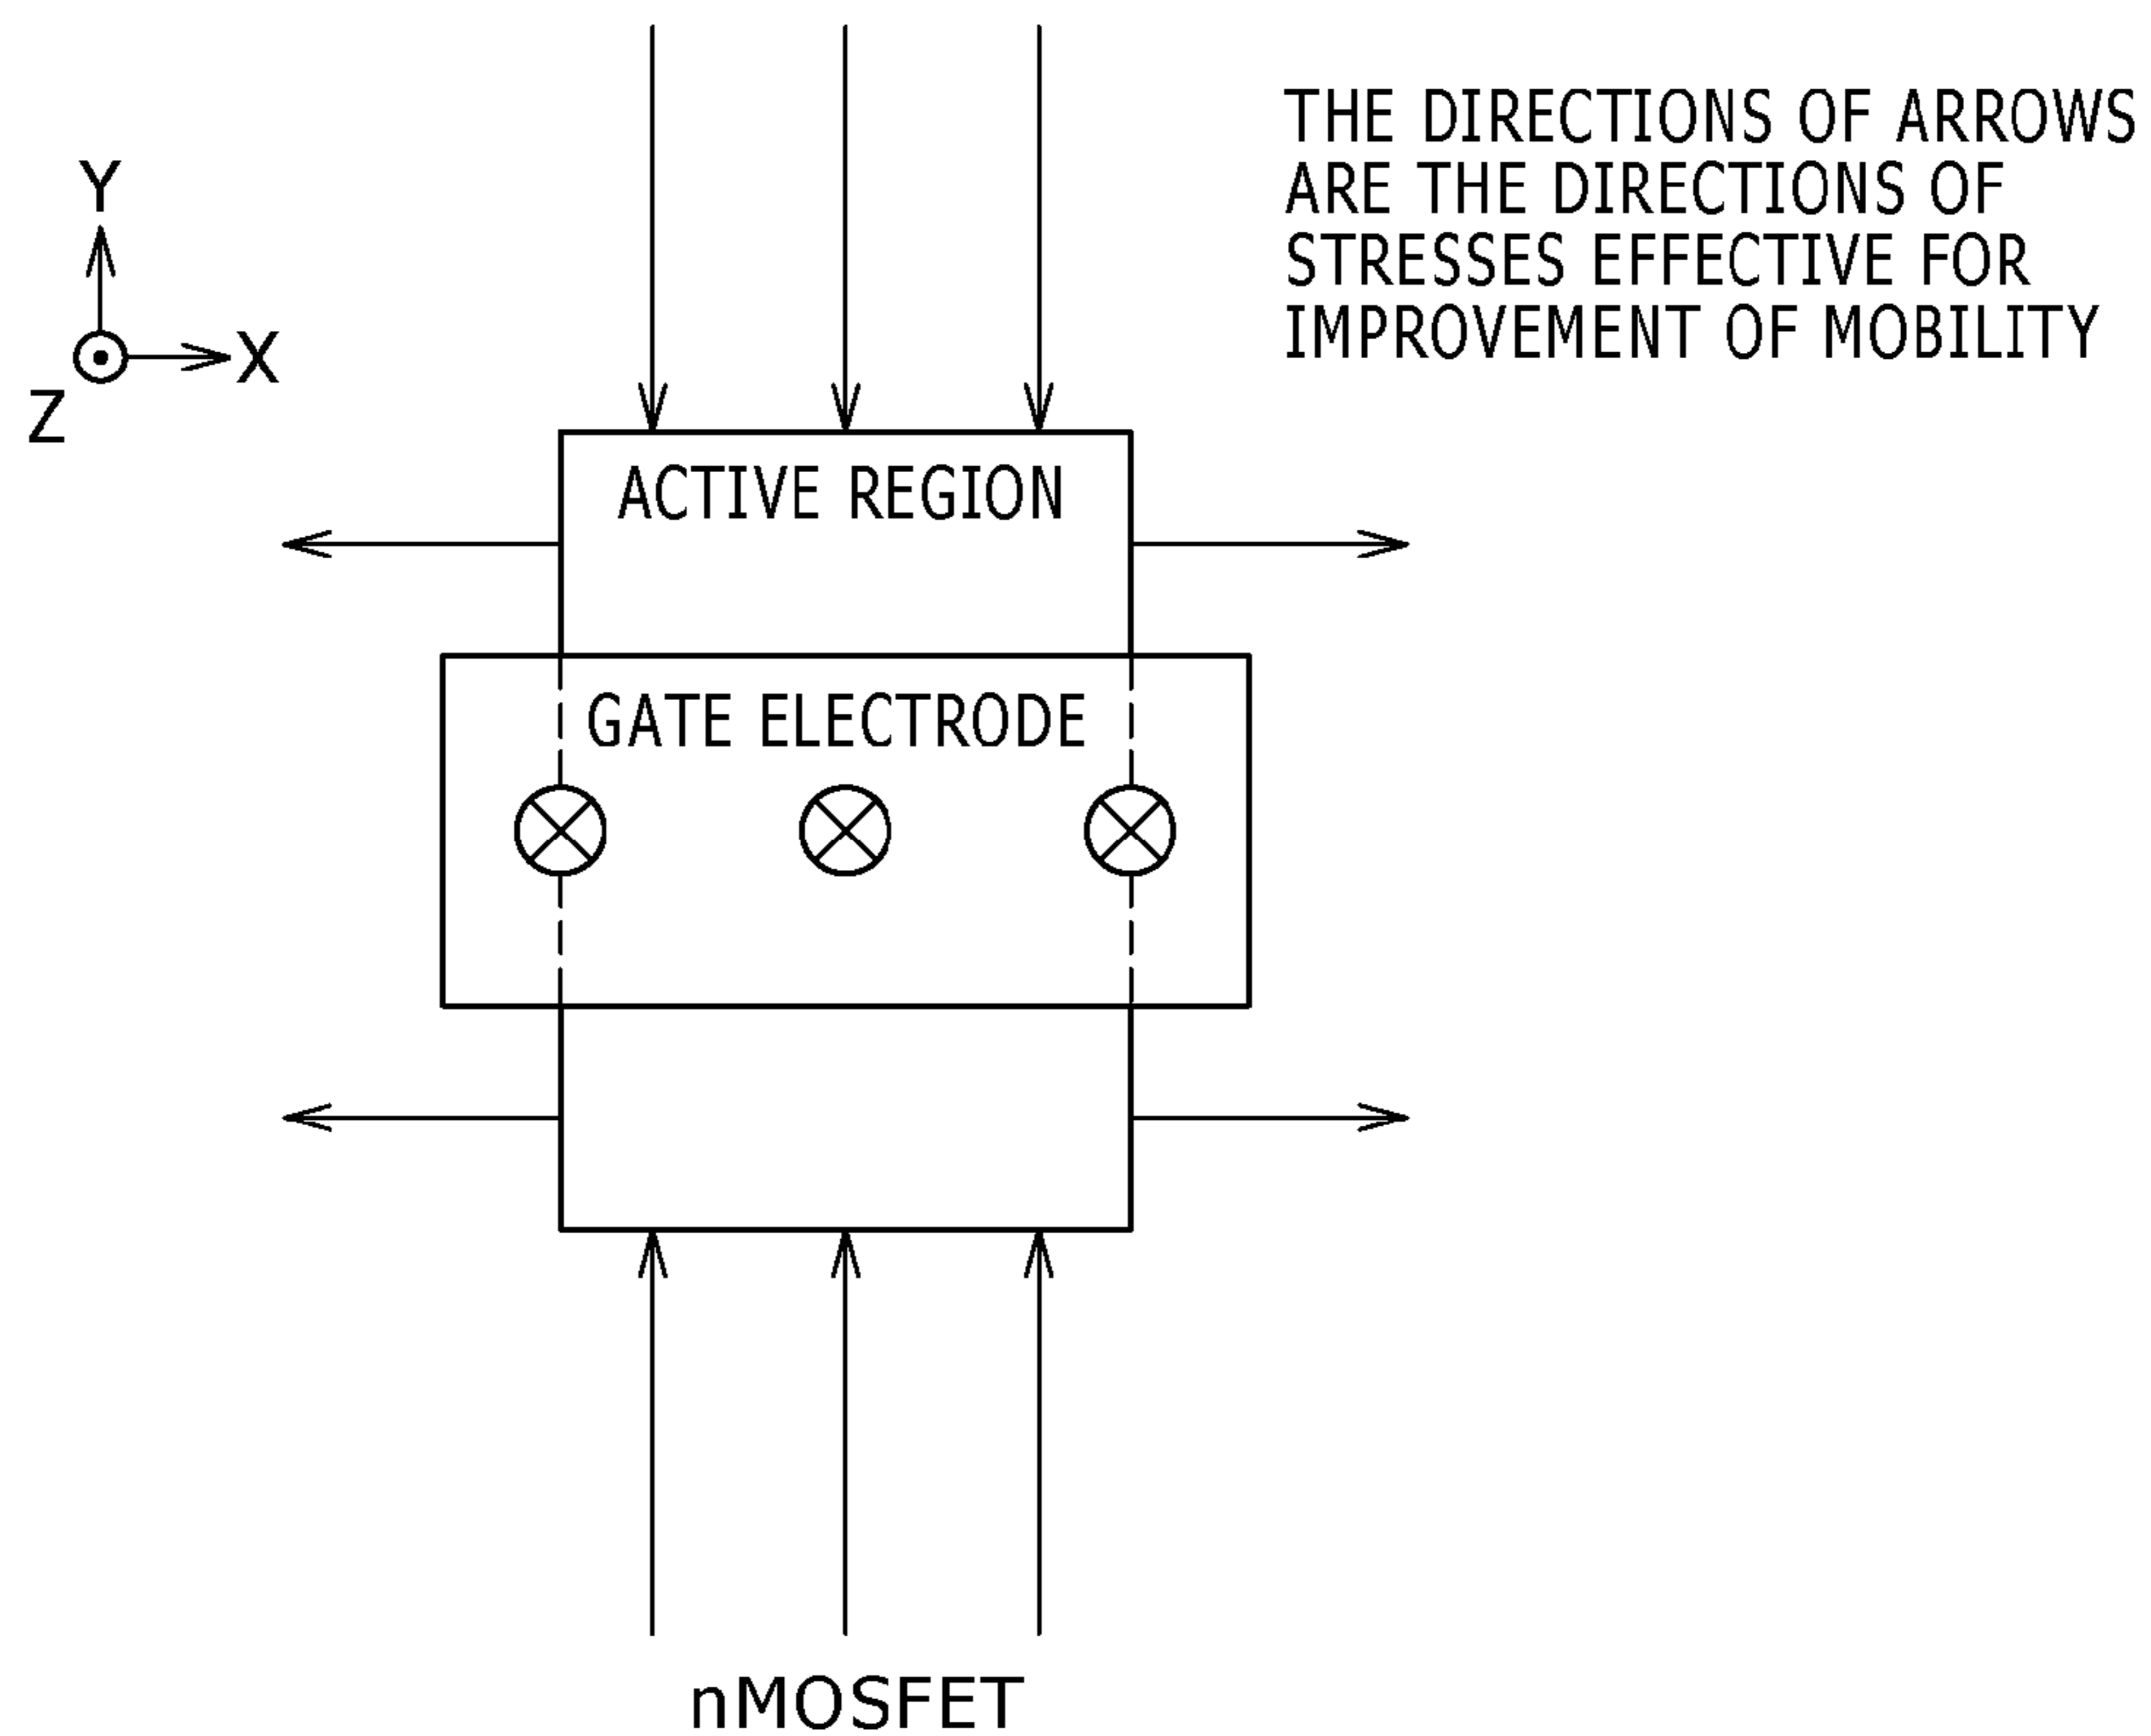 THE DIRECTIONS OF ARROWS
ARE THE DIRECTIONS OF
STRESSES EFFECTIVE FOR
IMPROVEMENT OF MOBILITY
Y
X
Z
ACTIVE REGION
GATE ELECTRODE
nMOSFET